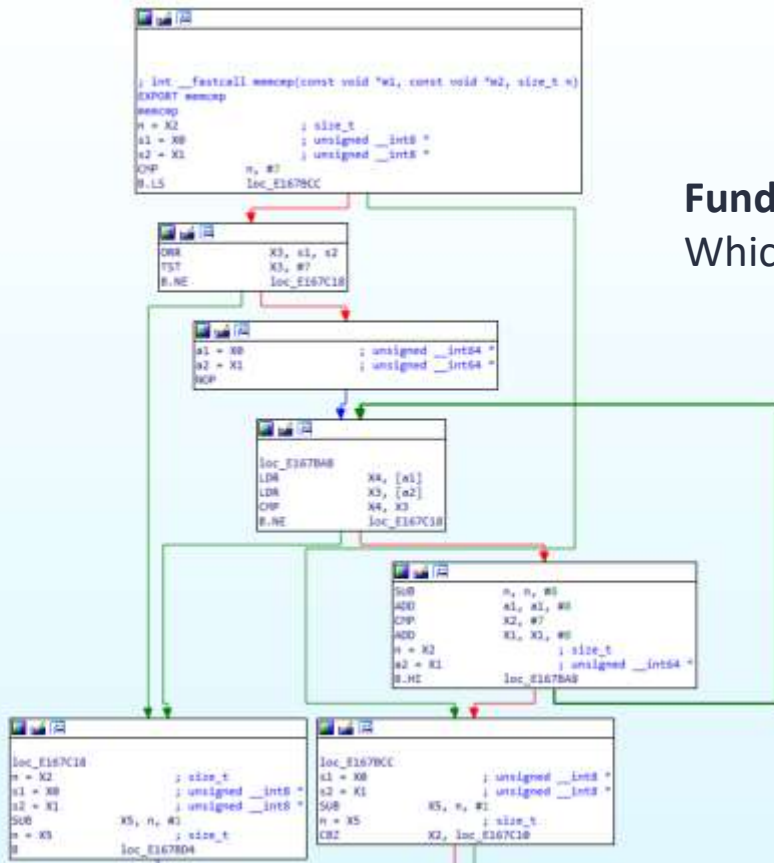 ; int __fastcall memcmp(const void *m1, const void *m2, size_t n)
EXPORT memcmp
memcmp
n = X2 ; size_t
s1 = X0 ; unsigned __int8 *
s2 = X1 ; unsigned __int8 *
CMP n, #7
B.LS loc_E167BCC
Fund
Whic
ORR X3, s1, s2
TST X3, #7
B.NE loc_E167C18
a1 = X0 ; unsigned __int64 *
a2 = X1 ; unsigned __int64 *
NOP
loc_E167BA8
LDR X4, [a1]
LDR X3, [a2]
CMP X4, X3
B.NE loc_E167C18
SUB n, n, #8
ADD a1, a1, #8
CMP X2, #7
ADD X1, X1, #8
n = X2 ; size_t
a2 = X1 ; unsigned __int64 *
B.HI loc_E167BA8
loc_E167C18
n = X2 ; size_t
s1 = X0 ; unsigned __int8 *
s2 = X1 ; unsigned __int8 *
SUB X5, n, #1
n = X5 ; size_t
B loc_E167BD4
loc_E167BCC
s1 = X0 ; unsigned __int8 *
s2 = X1 ; unsigned __int8 *
SUB X5, n, #1
n = X5 ; size_t
CBZ X2, loc_E167C10